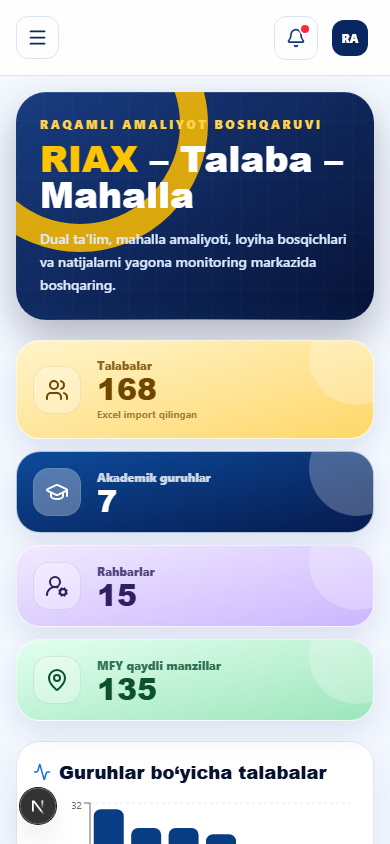 RA
RAQAMLI AMALIYOT BOSHQARUVI
RIAX – Talaba –
Mahalla
Dual ta’lim, mahalla amaliyoti, loyiha bosqichlari
va natijalarni yagona monitoring markazida
boshqaring.
Talabalar
168
Excel import qilingan
Akademik guruhlar
7
Rahbarlar
15
MFY qaydli manzillar
135
Guruhlar bo‘yicha talabalar
32
N